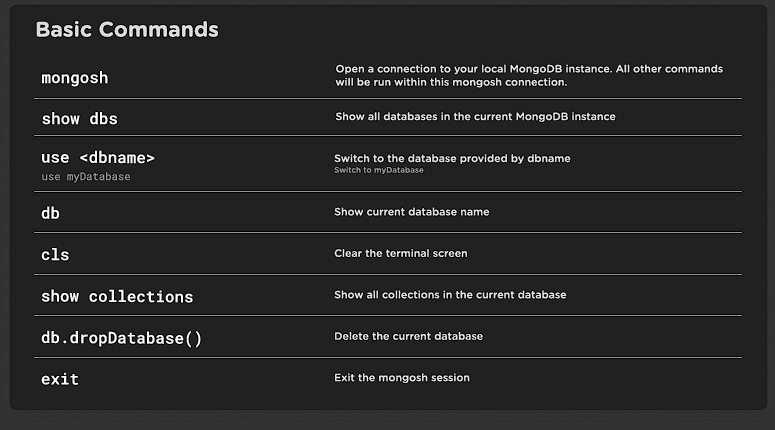 Basic Commands
mongosh
Open a connection to your local MongoDB instance. All other commands
will be run within this mongosh connection.
show dbs
Show all databases in the current MongoDB instance
use <dbname>
Switch to the database provided by dbname
use myDatabase
Switch to myDatabase
db
Show current database name
cls
Clear the terminal screen
show collections
Show all collections in the current database
db.dropDatabase()
Delete the current database
exit
Exit the mongosh session